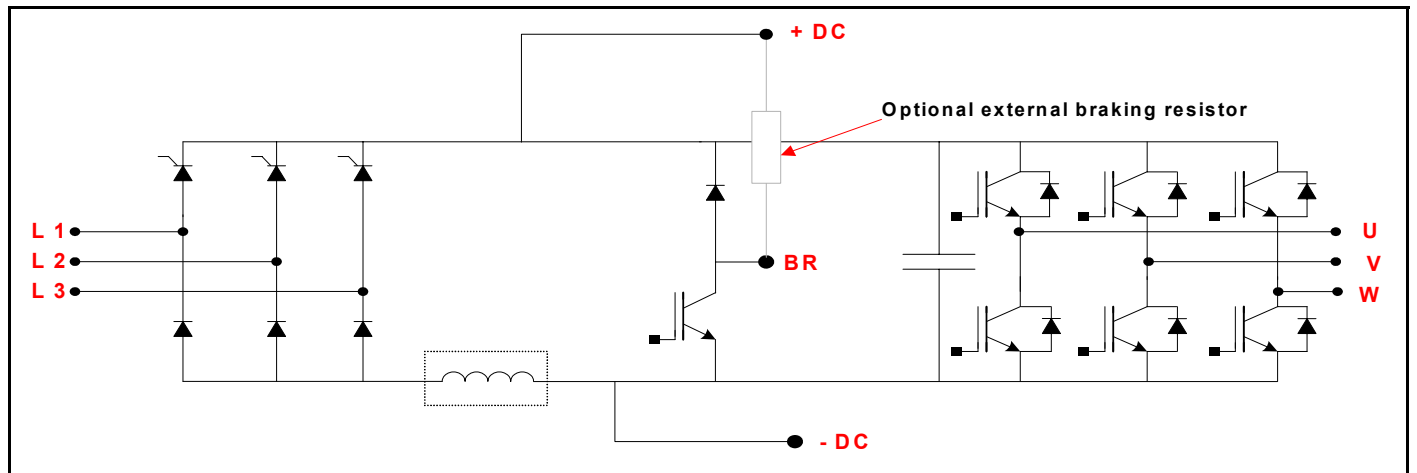 + DC
Optional external braking resistor
L 1
L 2
L 3
BR
U
V
W
- DC